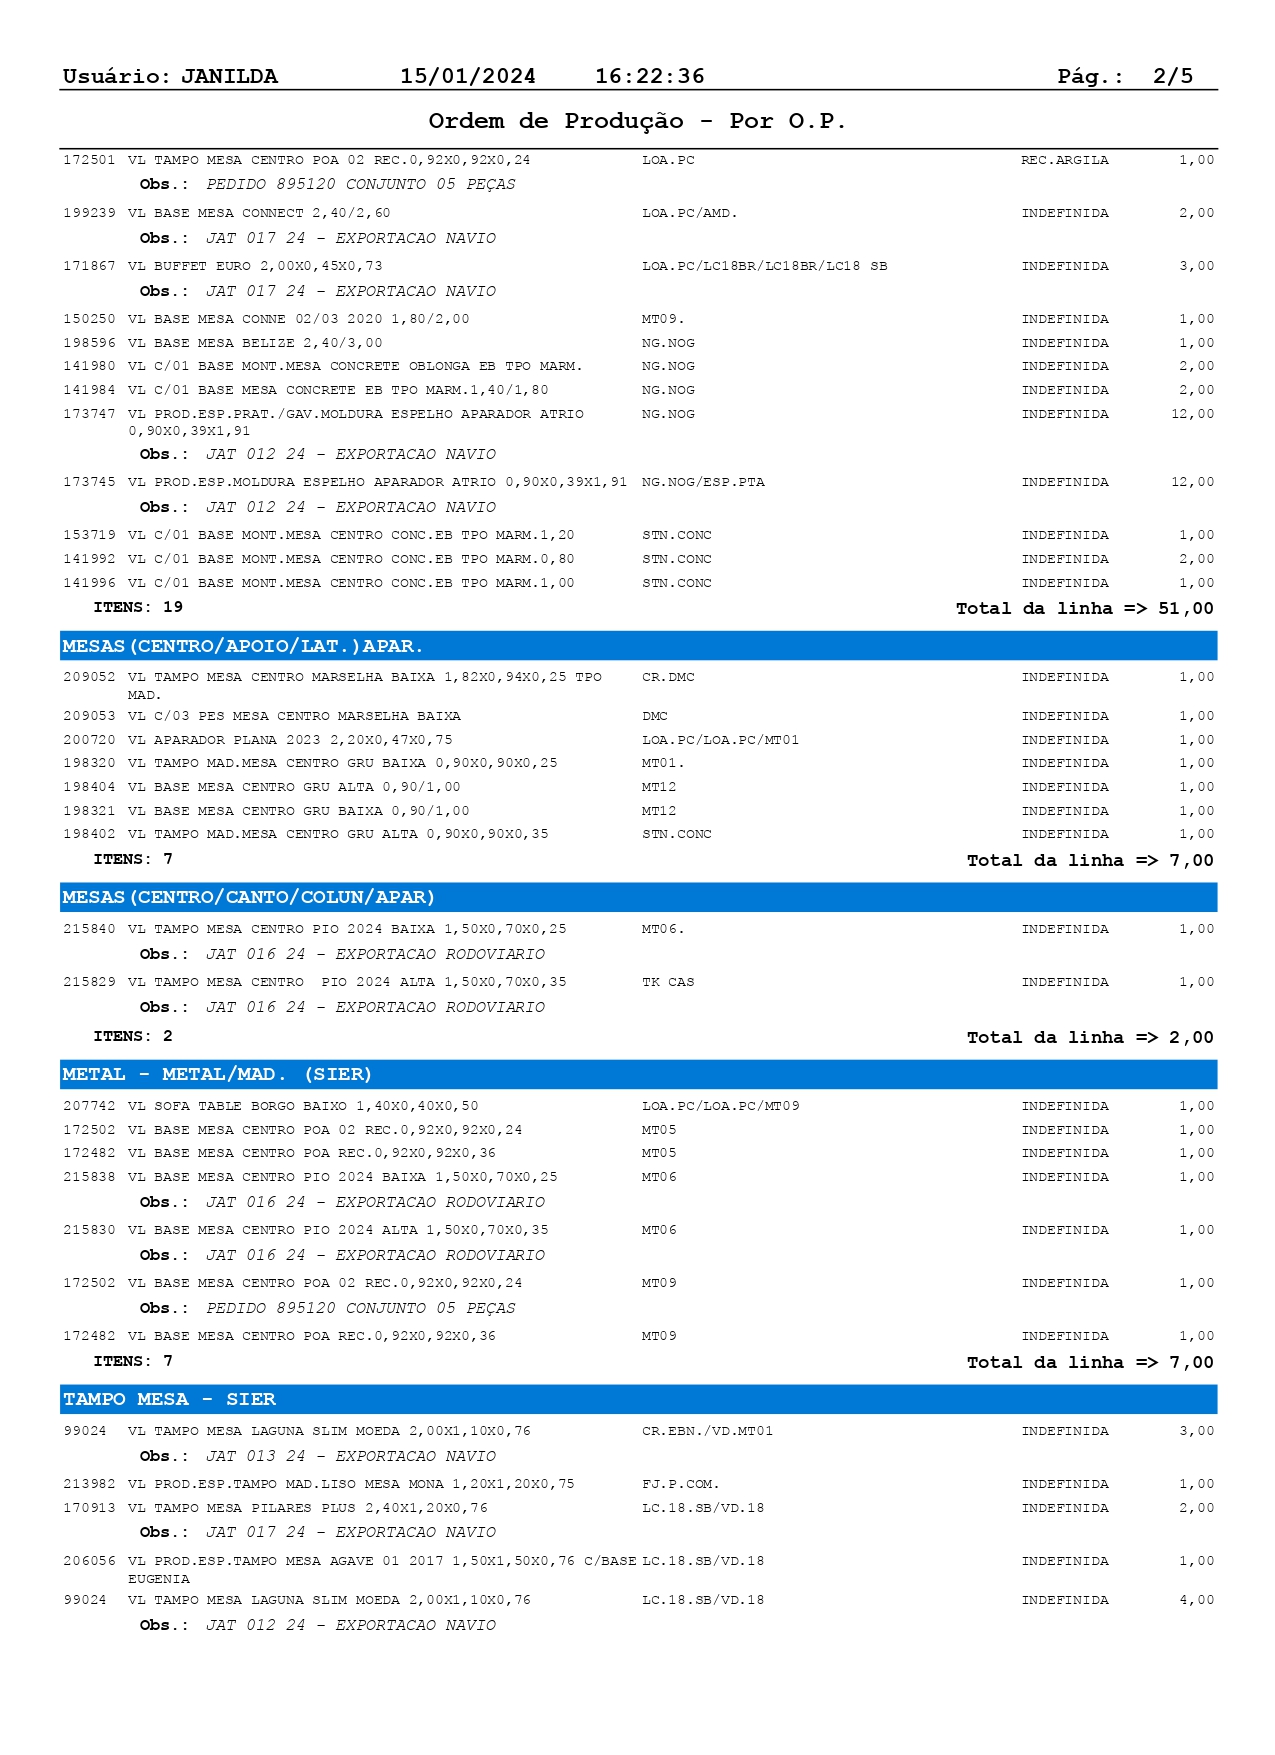 Usuário: JANILDA 15/01/2024 16:22:36 Pág.: 2/5
Ordem de Produção - Por O.P.
172501 VL TAMPO MESA CENTRO POA 02 REC.0,92X0,92X0,24 LOA.PC REC.ARGILA 1,00
Obs.: PEDIDO 895120 CONJUNTO 05 PEÇAS
199239 VL BASE MESA CONNECT 2,40/2,60 LOA.PC/AMD. INDEFINIDA 2,00
Obs.: JAT 017 24 - EXPORTACAO NAVIO
171867 VL BUFFET EURO 2,00X0,45X0,73 LOA.PC/LC18BR/LC18BR/LC18 SB INDEFINIDA 3,00
Obs.: JAT 017 24 - EXPORTACAO NAVIO
150250 VL BASE MESA CONNE 02/03 2020 1,80/2,00 MT09. INDEFINIDA 1,00
198596 VL BASE MESA BELIZE 2,40/3,00 NG.NOG INDEFINIDA 1,00
141980 VL C/01 BASE MONT.MESA CONCRETE OBLONGA EB TPO MARM. NG.NOG INDEFINIDA 2,00
141984 VL C/01 BASE MESA CONCRETE EB TPO MARM.1,40/1,80 NG.NOG INDEFINIDA 2,00
173747 VL PROD.ESP.PRAT./GAV.MOLDURA ESPELHO APARADOR ATRIO NG.NOG INDEFINIDA 12,00
0,90X0,39X1,91
Obs.: JAT 012 24 - EXPORTACAO NAVIO
173745 VL PROD.ESP.MOLDURA ESPELHO APARADOR ATRIO 0,90X0,39X1,91 NG.NOG/ESP.PTA INDEFINIDA 12,00
Obs.: JAT 012 24 - EXPORTACAO NAVIO
153719 VL C/01 BASE MONT.MESA CENTRO CONC.EB TPO MARM.1,20 STN.CONC INDEFINIDA 1,00
141992 VL C/01 BASE MONT.MESA CENTRO CONC.EB TPO MARM.0,80 STN.CONC INDEFINIDA 2,00
141996 VL C/01 BASE MONT.MESA CENTRO CONC.EB TPO MARM.1,00 STN.CONC INDEFINIDA 1,00
ITENS: 19 Total da linha => 51,00
MESAS(CENTRO/APOIO/LAT.)APAR.
209052 VL TAMPO MESA CENTRO MARSELHA BAIXA 1,82X0,94X0,25 TPO CR.DMC INDEFINIDA 1,00
MAD.
209053 VL C/03 PES MESA CENTRO MARSELHA BAIXA DMC INDEFINIDA 1,00
200720 VL APARADOR PLANA 2023 2,20X0,47X0,75 LOA.PC/LOA.PC/MT01 INDEFINIDA 1,00
198320 VL TAMPO MAD.MESA CENTRO GRU BAIXA 0,90X0,90X0,25 MT01. INDEFINIDA 1,00
198404 VL BASE MESA CENTRO GRU ALTA 0,90/1,00 MT12 INDEFINIDA 1,00
198321 VL BASE MESA CENTRO GRU BAIXA 0,90/1,00 MT12 INDEFINIDA 1,00
198402 VL TAMPO MAD.MESA CENTRO GRU ALTA 0,90X0,90X0,35 STN.CONC INDEFINIDA 1,00
ITENS: 7 Total da linha => 7,00
MESAS(CENTRO/CANTO/COLUN/APAR)
215840 VL TAMPO MESA CENTRO PIO 2024 BAIXA 1,50X0,70X0,25 MT06. INDEFINIDA 1,00
Obs.: JAT 016 24 - EXPORTACAO RODOVIARIO
215829 VL TAMPO MESA CENTRO  PIO 2024 ALTA 1,50X0,70X0,35 TK CAS INDEFINIDA 1,00
Obs.: JAT 016 24 - EXPORTACAO RODOVIARIO
ITENS: 2 Total da linha => 2,00
METAL - METAL/MAD. (SIER)
207742 VL SOFA TABLE BORGO BAIXO 1,40X0,40X0,50 LOA.PC/LOA.PC/MT09 INDEFINIDA 1,00
172502 VL BASE MESA CENTRO POA 02 REC.0,92X0,92X0,24 MT05 INDEFINIDA 1,00
172482 VL BASE MESA CENTRO POA REC.0,92X0,92X0,36 MT05 INDEFINIDA 1,00
215838 VL BASE MESA CENTRO PIO 2024 BAIXA 1,50X0,70X0,25 MT06 INDEFINIDA 1,00
Obs.: JAT 016 24 - EXPORTACAO RODOVIARIO
215830 VL BASE MESA CENTRO PIO 2024 ALTA 1,50X0,70X0,35 MT06 INDEFINIDA 1,00
Obs.: JAT 016 24 - EXPORTACAO RODOVIARIO
172502 VL BASE MESA CENTRO POA 02 REC.0,92X0,92X0,24 MT09 INDEFINIDA 1,00
Obs.: PEDIDO 895120 CONJUNTO 05 PEÇAS
172482 VL BASE MESA CENTRO POA REC.0,92X0,92X0,36 MT09 INDEFINIDA 1,00
ITENS: 7 Total da linha => 7,00
TAMPO MESA - SIER
99024 VL TAMPO MESA LAGUNA SLIM MOEDA 2,00X1,10X0,76 CR.EBN./VD.MT01 INDEFINIDA 3,00
Obs.: JAT 013 24 - EXPORTACAO NAVIO
213982 VL PROD.ESP.TAMPO MAD.LISO MESA MONA 1,20X1,20X0,75 FJ.P.COM. INDEFINIDA 1,00
170913 VL TAMPO MESA PILARES PLUS 2,40X1,20X0,76 LC.18.SB/VD.18 INDEFINIDA 2,00
Obs.: JAT 017 24 - EXPORTACAO NAVIO
206056 VL PROD.ESP.TAMPO MESA AGAVE 01 2017 1,50X1,50X0,76 C/BASE LC.18.SB/VD.18 INDEFINIDA 1,00
EUGENIA
99024 VL TAMPO MESA LAGUNA SLIM MOEDA 2,00X1,10X0,76 LC.18.SB/VD.18 INDEFINIDA 4,00
Obs.: JAT 012 24 - EXPORTACAO NAVIO